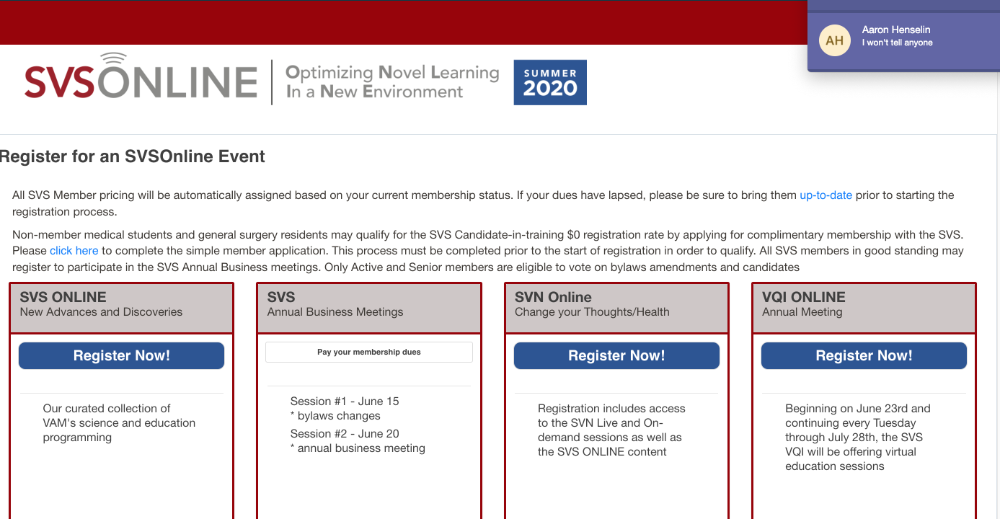 AH
Aaron Henselin
I won't tell anyone
SVSONLINE
Optimizing Novel Learning
In a New Environment
SUMMER
2020
Register for an SVSOnline Event
All SVS Member pricing will be automatically assigned based on your current membership status. If your dues have lapsed, please be sure to bring them up-to-date prior to starting the
registration process.
Non-member medical students and general surgery residents may qualify for the SVS Candidate-in-training $0 registration rate by applying for complimentary membership with the SVS.
Please click here to complete the simple member application. This process must be completed prior to the start of registration in order to qualify. All SVS members in good standing may
register to participate in the SVS Annual Business meetings. Only Active and Senior members are eligible to vote on bylaws amendments and candidates
SVS ONLINE
New Advances and Discoveries
Register Now!
Our curated collection of
VAM's science and education
programming
SVS
Annual Business Meetings
Pay your membership dues
Session #1 - June 15
* bylaws changes
Session #2 - June 20
* annual business meeting
SVN Online
Change your Thoughts/Health
Register Now!
Registration includes access
to the SVN Live and On-
demand sessions as well as
the SVS ONLINE content
VQI ONLINE
Annual Meeting
Register Now!
Beginning on June 23rd and
continuing every Tuesday
through July 28th, the SVS
VQI will be offering virtual
education sessions